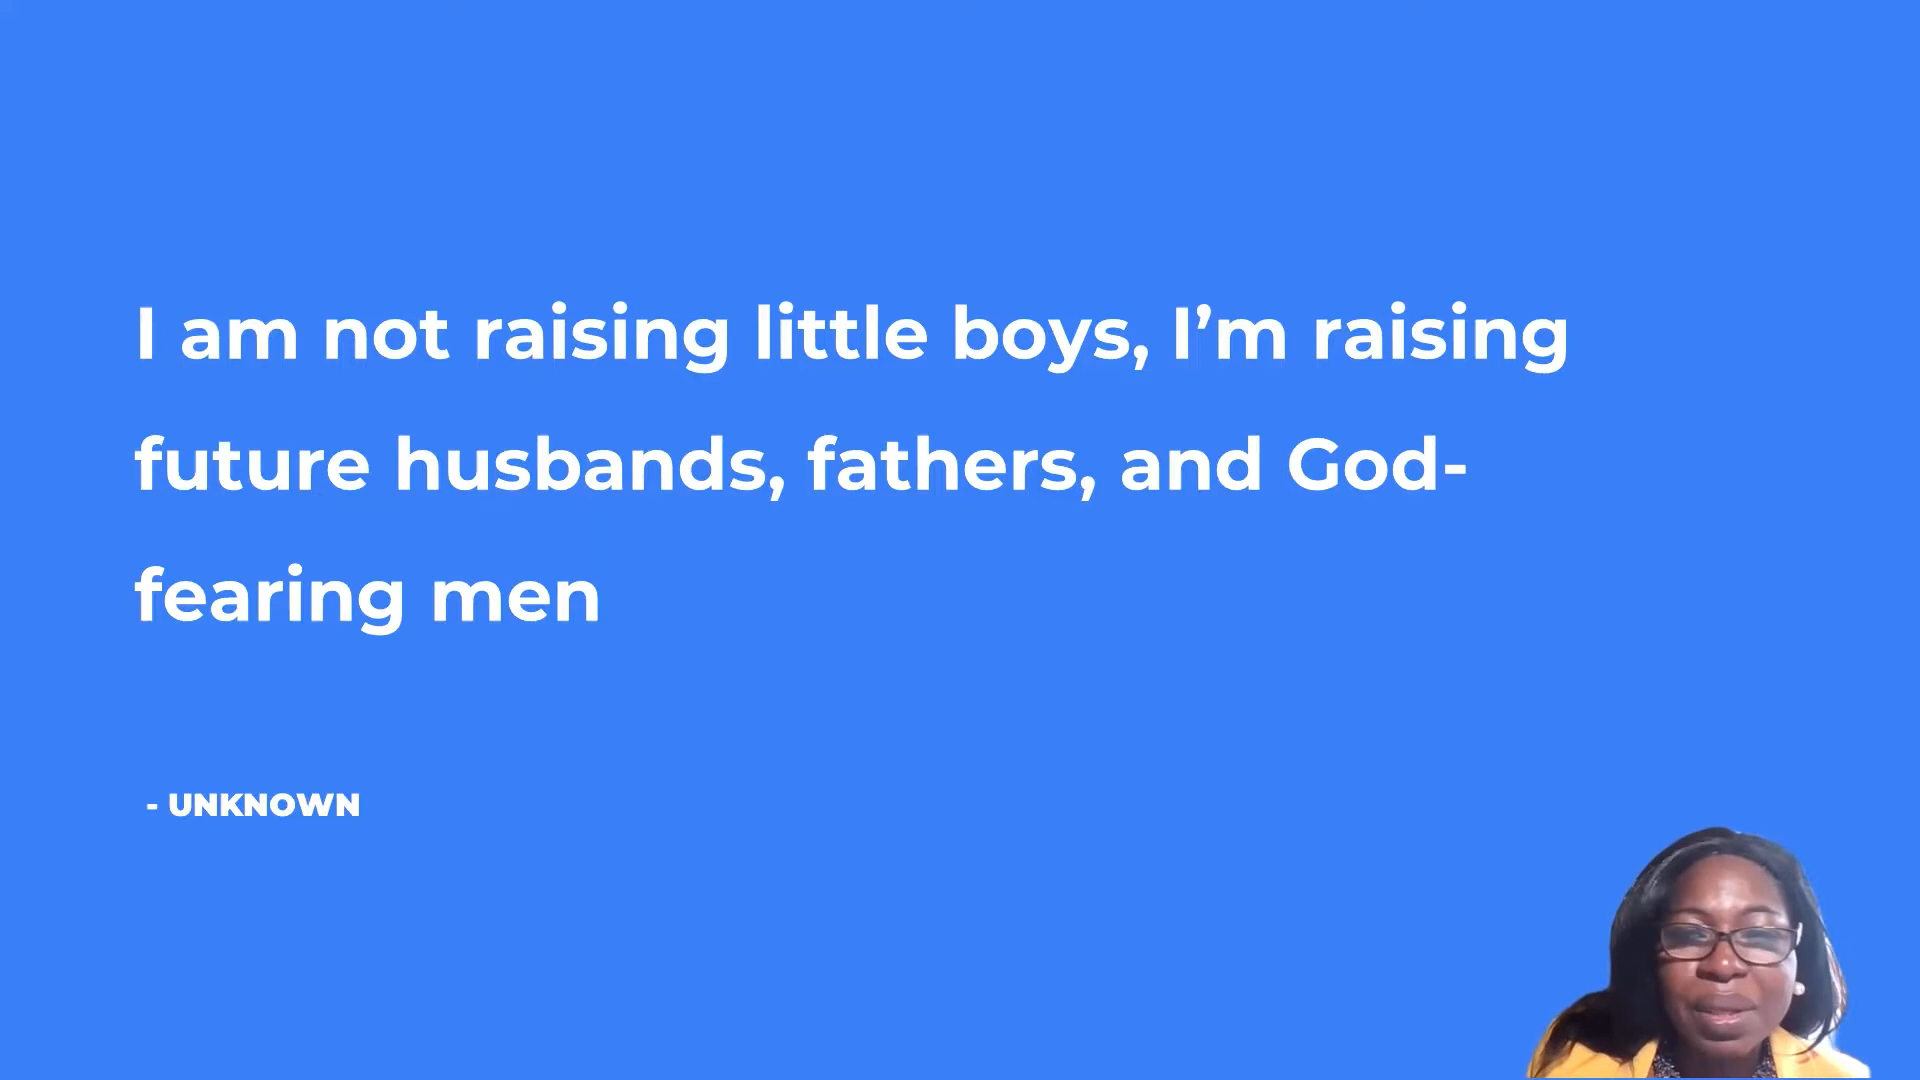 I am not raising little boys, I’m raising
future husbands, fathers, and God-
fearing men
- UNKNOWN